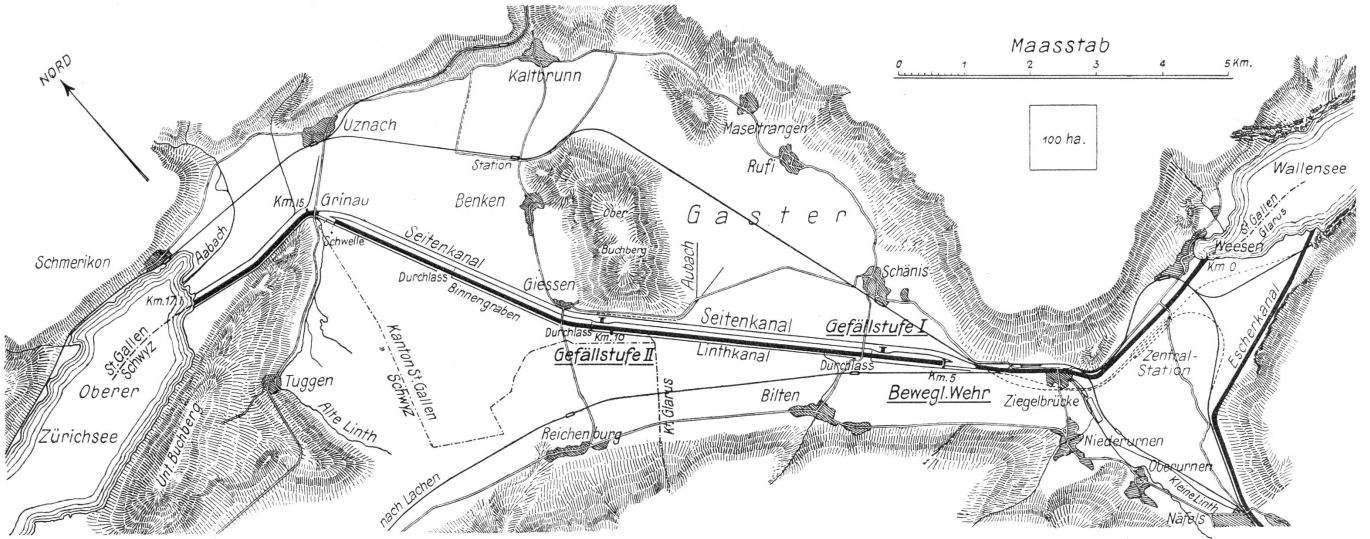 NORD
Maasstab
0 1 2 3 4 5 Km.
100 ha.
Kaltbrunn
Uznach
Maseltrangen
Rufi
Station
Wallensee
Km. 15
Grinau
Benken
Ober
Buchberg
Gaster
St. Gallen
Glarus
Weesen
Km 0
Schmerikon
Aabach
Schwelle
Seitenkanal
Durchlass
Binnengraben
Giessen
Aubach
Schänis
Km. 17
St. Gallen
Schwyz
Oberer
Zürichsee
Unt. Buchberg
Tuggen
Alte Linth
Kanton St. Gallen
Schwyz
Durchlass
Km. 10
II
Gefällstufe II
Seitenkanal
Linthkanal
Gefällstufe I
I
Durchlass
Km. 5
Bewegl. Wehr
Escherkanal
Zentral-
Station
Ziegelbrücke
Bilten
Kt. Glarus
Reichenburg
nach Lachen
Niederurnen
Oberurnen
Kleine Linth
Näfels